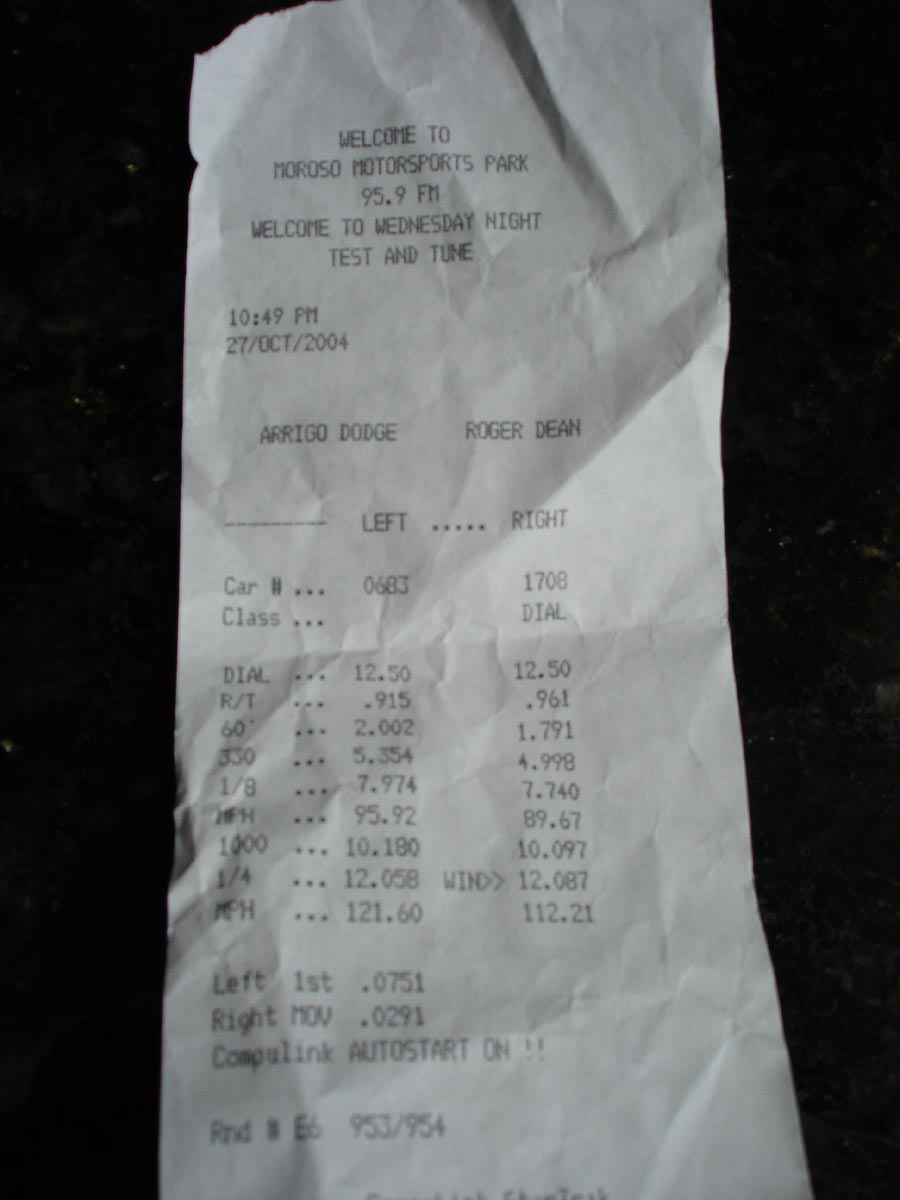 WELCOME TO
MOROSO MOTORSPORTS PARK
95.9 FM
WELCOME TO WEDNESDAY NIGHT
TEST AND TUNE
10:49 PM
27/OCT/2004
ARRIGO DODGE ROGER DEAN
--------- LEFT ..... RIGHT
Car # ... 0683 1708
Class ... DIAL
DIAL ... 12.50 12.50
R/T ... .915 .961
60' ... 2.002 1.791
330 ... 5.354 4.998
1/8 ... 7.974 7.740
MPH ... 95.92 89.67
1000 ... 10.180 10.097
1/4 ... 12.058 WIN>> 12.087
MPH ... 121.60 112.21
Left 1st .0751
Right MOV .0291
Compulink AUTOSTART ON !!
Rnd # E6 953/954